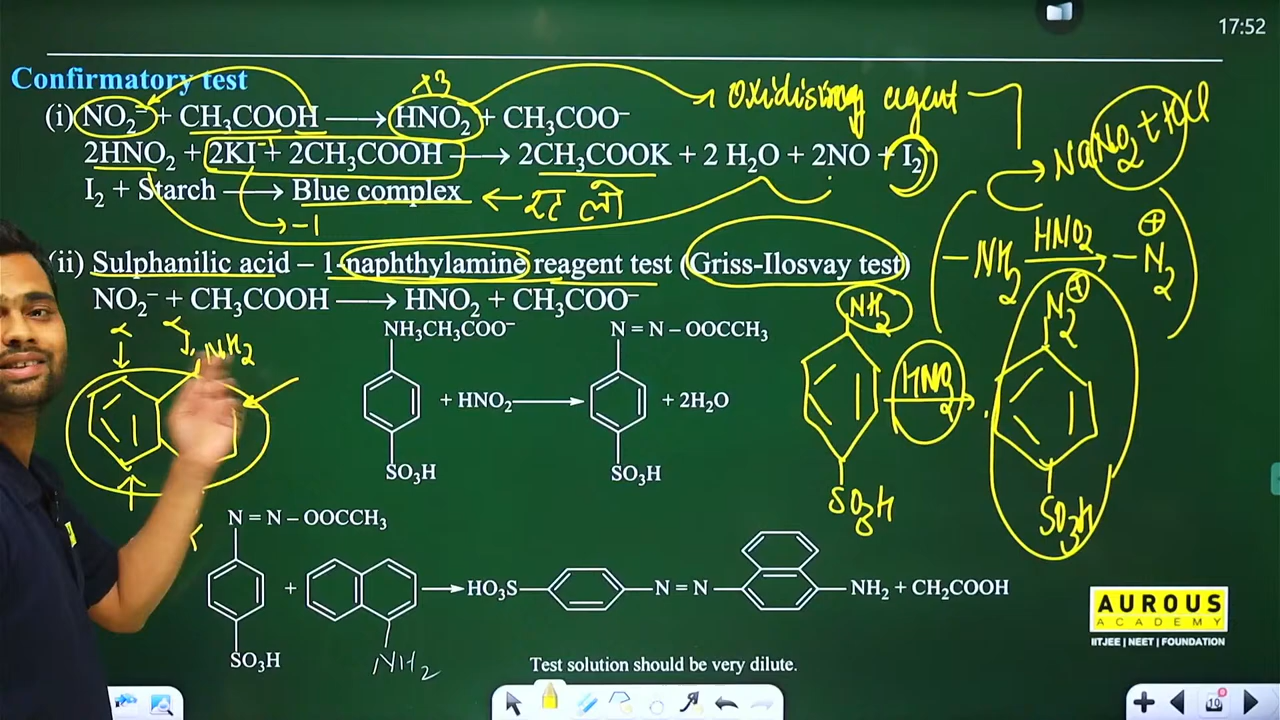 17:52
Confirmatory test
×3
(i) NO₂⁻ + CH₃COOH ⟶ HNO₂ + CH₃COO⁻
Oxidising agent
2HNO₂ + 2KI + 2CH₃COOH ⟶ 2CH₃COOK + 2 H₂O + 2NO + I₂
NaNO₂ + HCl
I₂ + Starch ⟶ Blue complex ← रट लो
-1
-NH₂ HNO₂ → -N₂⊕
(ii) Sulphanilic acid – 1-naphthylamine reagent test (Griss-Ilosvay test)
NO₂⁻ + CH₃COOH ⟶ HNO₂ + CH₃COO⁻
NH₂
N₂⊕
α α NH₂
NH₃CH₃COO⁻
N = N – OOCCH₃
+ HNO₂ ⟶ + 2H₂O
HNO₂
SO₃H
SO₃H
SO₃H
SO₃H
N = N – OOCCH₃
+ ⟶ HO₃S N = N NH₂ + CH₂COOH
SO₃H
NH₂
Test solution should be very dilute.
AUROUS
ACADEMY
IITJEE | NEET | FOUNDATION
10